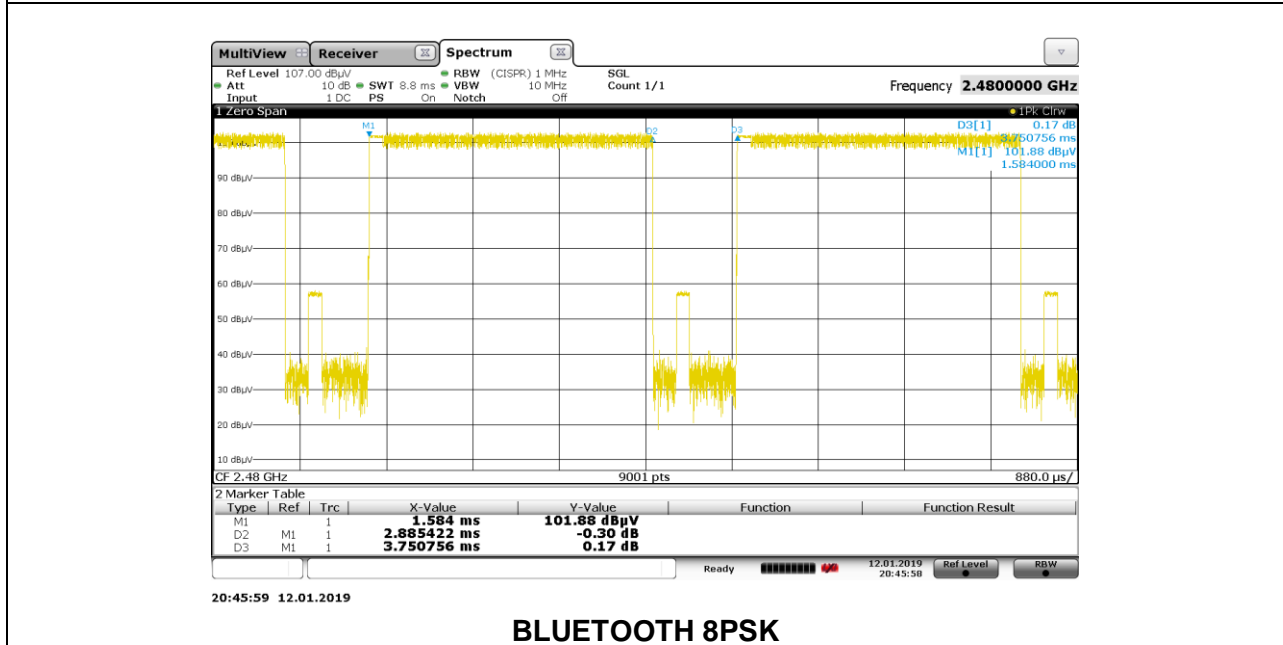 MultiView Receiver Spectrum
Ref Level 107.00 dBµV RBW (CISPR) 1 MHz SGL
Att 10 dB SWT 8.8 ms VBW 10 MHz Count 1/1 Frequency 2.4800000 GHz
Input 1 DC PS On Notch Off
1 Zero Span 1Pk Clrw
M1 D2 D3 D3[1] 0.17 dB
3.750756 ms
M1[1] 101.88 dBµV
1.584000 ms
90 dBµV
80 dBµV
70 dBµV
60 dBµV
50 dBµV
40 dBµV
30 dBµV
20 dBµV
10 dBµV
CF 2.48 GHz 9001 pts 880.0 µs/
2 Marker Table
Type Ref Trc X-Value Y-Value Function Function Result
M1 1 1.584 ms 101.88 dBµV
D2 M1 1 2.885422 ms -0.30 dB
D3 M1 1 3.750756 ms 0.17 dB
Ready 12.01.2019 Ref Level RBW
20:45:58
20:45:59 12.01.2019
BLUETOOTH 8PSK